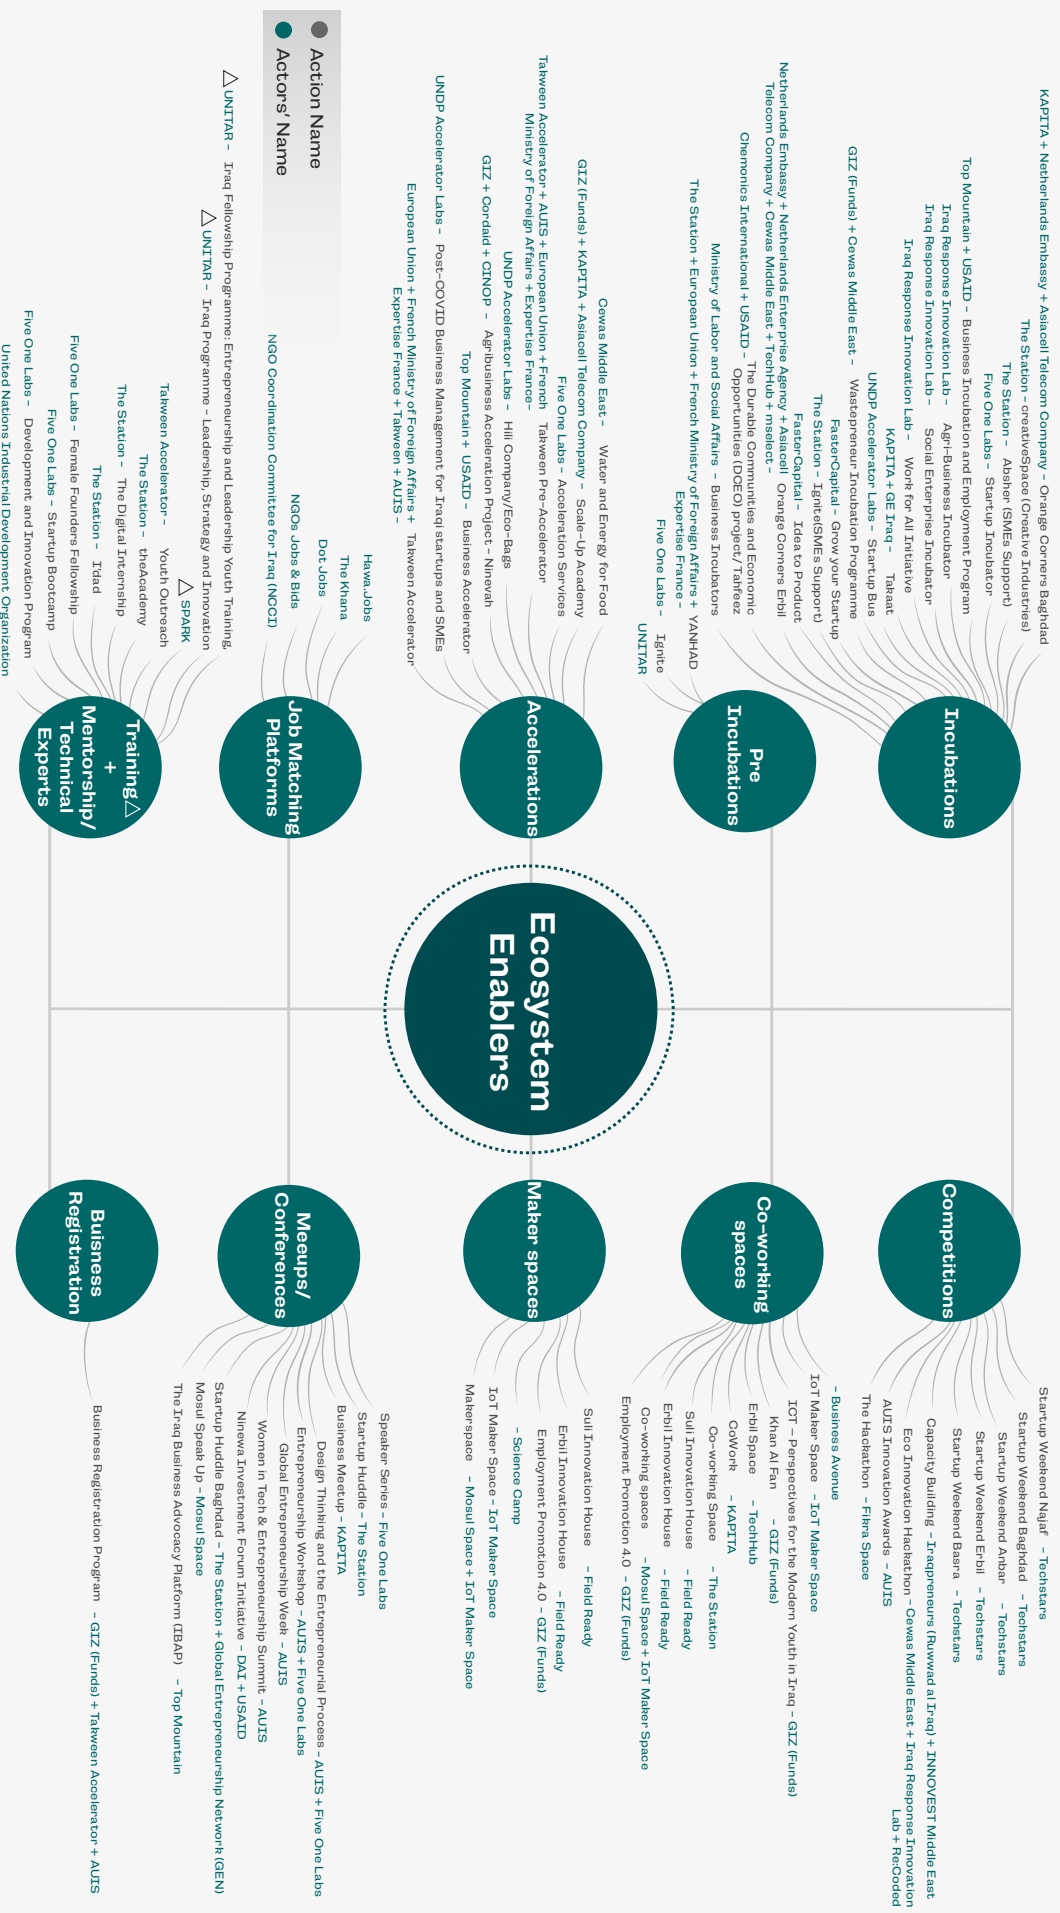 Action Name
Actors' Name
Ecosystem
Enablers
Incubations
KAPITA + Netherlands Embassy + Asiacell Telecom Company – Orange Corners Baghdad
The Station – creativeSpace (Creative Industries)
The Station – Absher (SMEs Support)
Five One Labs – Startup Incubator
Top Mountain + USAID – Business Incubation and Employment Program
Iraq Response Innovation Lab – Agri-Business Incubator
Iraq Response Innovation Lab – Social Enterprise Incubator
Iraq Response Innovation Lab – Work for All Initiative
KAPITA + GE Iraq – Takaat
UNDP Accelerator Labs – Startup Bus
GIZ (Funds) + Cewas Middle East – Wastepreneur Incubation Programme
FasterCapital – Grow your Startup
The Station – Ignite(SMEs Support)
FasterCapital – Idea to Product
Netherlands Embassy + Netherlands Enterprise Agency + Asiacell
Telecom Company + Cewas Middle East + TechHub + mselect – Orange Corners Erbil
Chemonics International + USAID – The Durable Communities and Economic
Opportunities (DOEO) project/ Tahfeez
Ministry of Labor and Social Affairs – Business Incubators
Pre
Incubations
The Station + European Union + French Ministry of Foreign Affairs +
Expertise France – YANHAD
Five One Labs – Ignite
UNITAR
Accelerations
Cewas Middle East – Water and Energy for Food
GIZ (Funds) + KAPITA + Asiacell Telecom Company – Scale-Up Academy
Five One Labs – Acceleration Services
Takween Accelerator + AUIS + European Union + French
Ministry of Foreign Affairs + Expertise France– Takween Pre-Accelerator
UNDP Accelerator Labs – Hili Company/Eco-Bags
GIZ + Cordaid + CINOP – Agribusiness Acceleration Project – Ninevah
Top Mountain + USAID – Business Accelerator
UNDP Accelerator Labs – Post-COVID Business Management for Iraqi startups and SMEs
European Union + French Ministry of Foreign Affairs +
Expertise France + Takween + AUIS – Takween Accelerator
Job Matching
Platforms
Hawa.Jobs
The Khana
Dot Jobs
NGOs Jobs & Bids
NGO Coordination Committee for Iraq (NCCI)
Training
+
Mentorship/
Technical
Experts
UNITAR – Iraq Fellowship Programme: Entrepreneurship and Leadership Youth Training,
UNITAR – Iraq Programme – Leadership, Strategy and Innovation
SPARK
Takween Accelerator – Youth Outreach
The Station – theAcademy
The Station – The Digital Internship
The Station – I'dad
Five One Labs – Female Founders Fellowship
Five One Labs – Startup Bootcamp
Five One Labs – Development and Innovation Program
United Nations Industrial Development Organization
Competitions
Startup Weekend Najaf – Techstars
Startup Weekend Baghdad – Techstars
Startup Weekend Anbar – Techstars
Startup Weekend Erbil – Techstars
Startup Weekend Basra – Techstars
Capacity Building – Iraqpreneurs (Ruwwad al Iraq) + INNOVEST Middle East
Eco Innovation Hackathon – Cewas Middle East + Iraq Response Innovation
Lab + Re:Coded
AUIS Innovation Awards – AUIS
The Hackathon – Fikra Space
Co-working
spaces
– Business Avenue
IoT Maker Space – IoT Maker Space
IOT – Perspectives for the Modern Youth in Iraq – GIZ (Funds)
Khan Al Fan – GIZ (Funds)
Erbil Space – TechHub
CoWork – KAPITA
Co-working Space – The Station
Suli Innovation House – Field Ready
Erbil Innovation House – Field Ready
Co-working spaces – Mosul Space + IoT Maker Space
Employment Promotion 4.0 – GIZ (Funds)
Maker spaces
Suli Innovation House – Field Ready
Erbil Innovation House – Field Ready
Employment Promotion 4.0 – GIZ (Funds)
– Science Camp
IoT Maker Space – IoT Maker Space
Makerspace – Mosul Space + IoT Maker Space
Meeups/
Conferences
Speaker Series – Five One Labs
Startup Huddle – The Station
Business Meetup – KAPITA
Design Thinking and the Entrepreneurial Process – AUIS + Five One Labs
Entrepreneurship Workshop – AUIS + Five One Labs
Global Entrepreneurship Week – AUIS
Women in Tech & Entrepreneurship Summit – AUIS
Ninewa Investment Forum Initiative – DAI + USAID
Startup Huddle Baghdad – The Station + Global Entrepreneurship Network (GEN)
Mosul Speak Up – Mosul Space
The Iraq Business Advocacy Platform (IBAP) – Top Mountain
Buisness
Registration
Business Registration Program – GIZ (Funds) + Takween Accelerator + AUIS